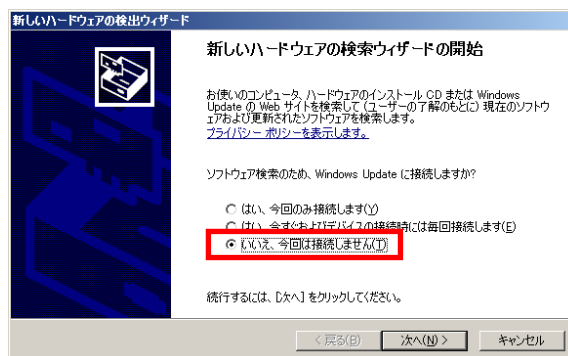 新しいハードウェアの検出ウィザード
新しいハードウェアの検索ウィザードの開始
お使いのコンピュータ、ハードウェアのインストール CD または Windows
Update の Web サイトを検索して (ユーザーの了解のもとに) 現在のソフトウ
ェアおよび更新されたソフトウェアを検索します。
プライバシー ポリシーを表示します。
ソフトウェア検索のため、Windows Update に接続しますか?
はい、今回のみ接続します(Y)
はい、今すぐおよびデバイスの接続時には毎回接続します(E)
いいえ、今回は接続しません(T)
続行するには、[次へ] をクリックしてください。
< 戻る(B)
次へ(N) >
キャンセル